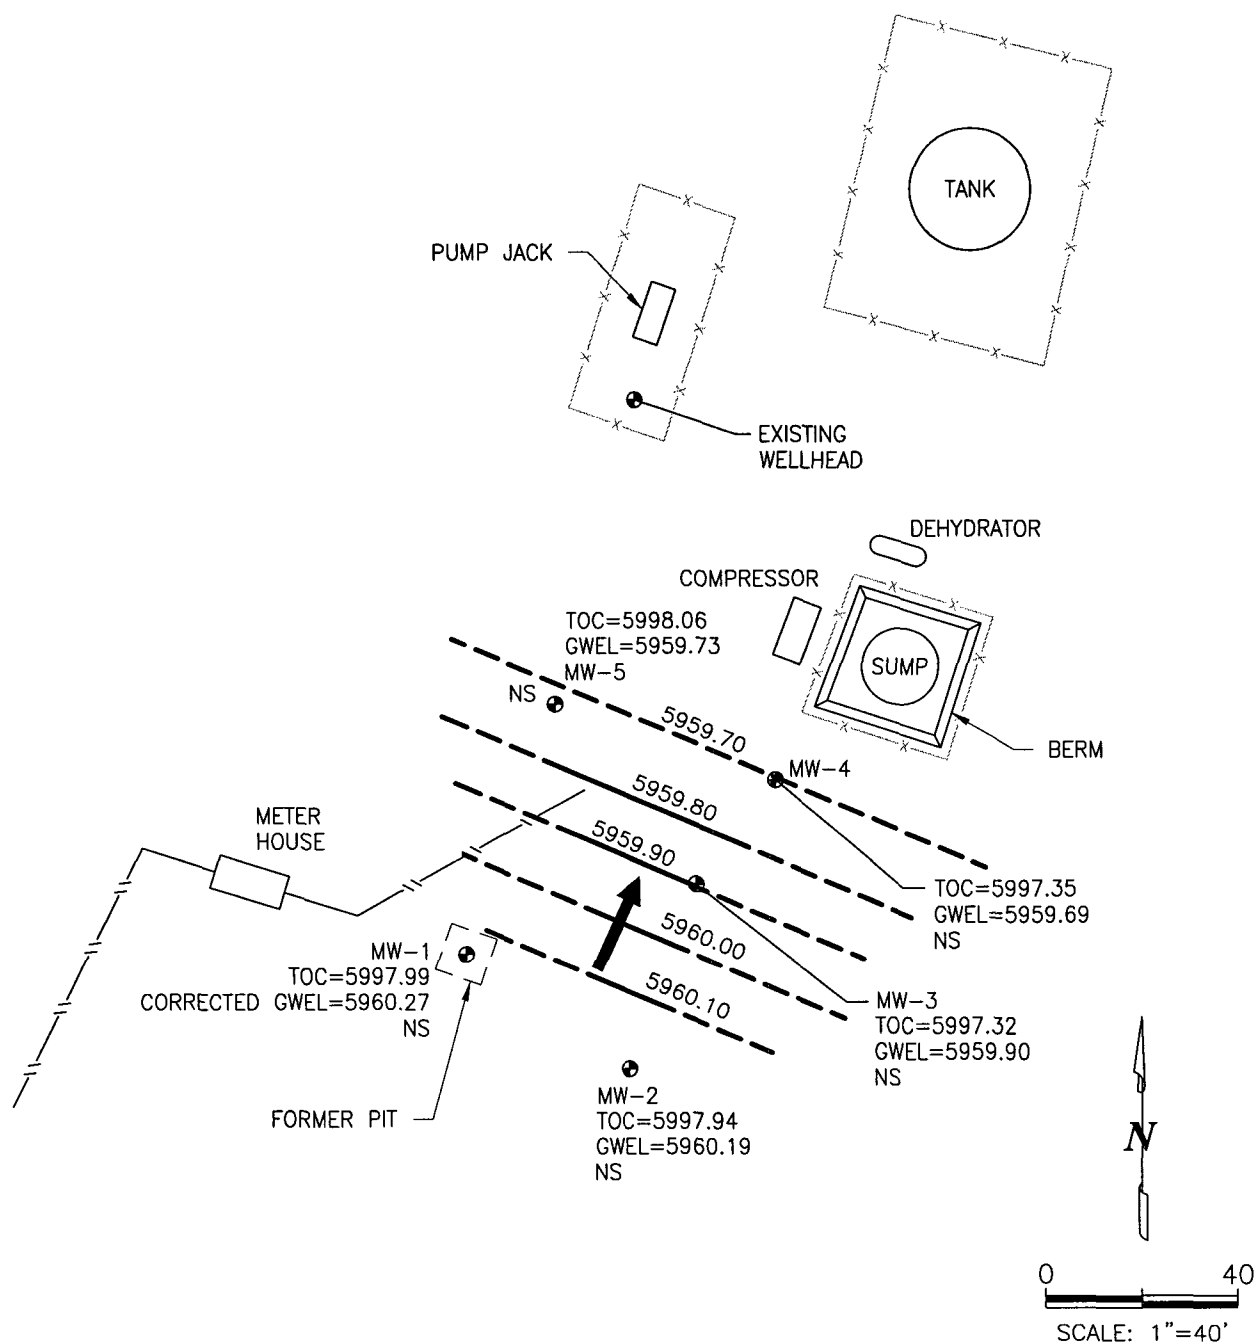 TANK
PUMP JACK
EXISTING
WELLHEAD
DEHYDRATOR
COMPRESSOR
TOC=5998.06
GWEL=5959.73
MW-5
NS
SUMP
BERM
5959.70
MW-4
5959.80
METER
HOUSE
5959.90
TOC=5997.35
GWEL=5959.69
NS
5960.00
MW-1
TOC=5997.99
CORRECTED GWEL=5960.27
NS
5960.10
MW-3
TOC=5997.32
GWEL=5959.90
NS
FORMER PIT
MW-2
TOC=5997.94
GWEL=5960.19
NS
N
0 40
SCALE: 1"=40'